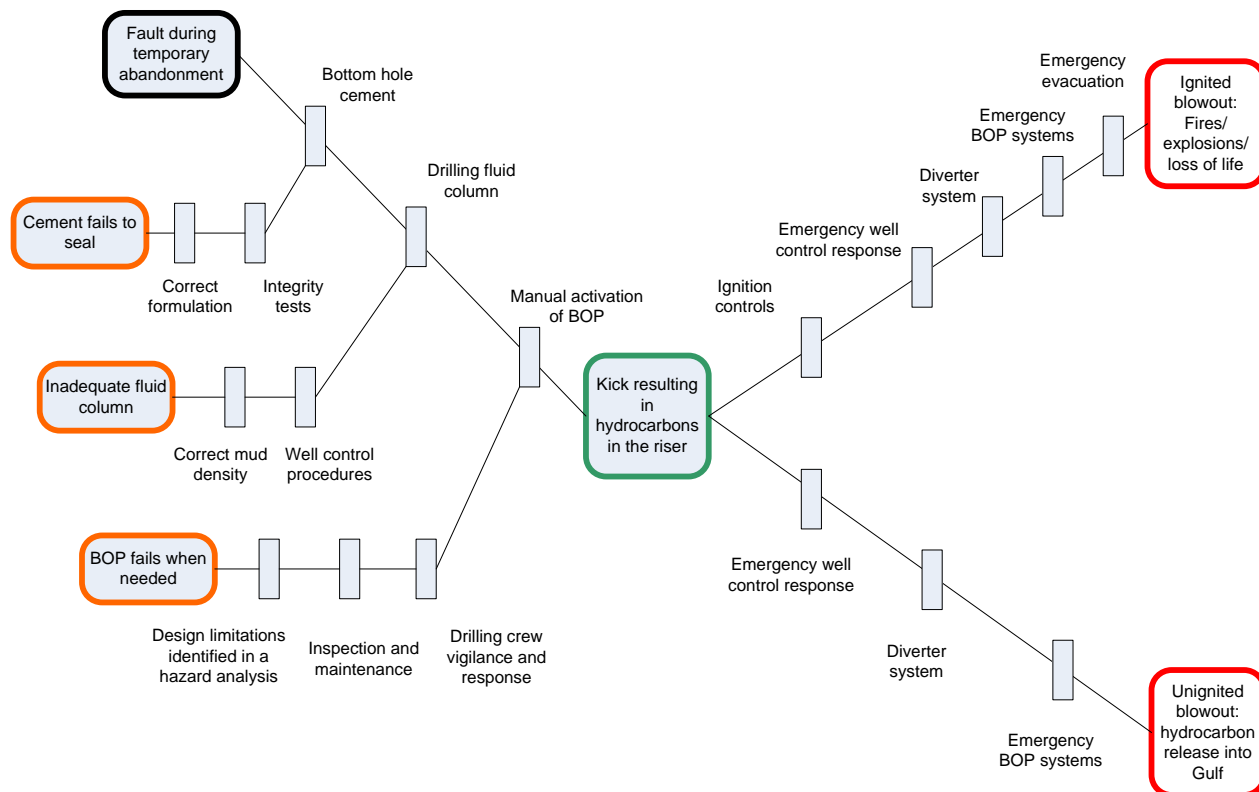 Fault during
temporary
abandonment
Bottom hole
cement
Drilling fluid
column
Cement fails to
seal
Correct
formulation
Integrity
tests
Manual activation
of BOP
Inadequate fluid
column
Correct mud
density
Well control
procedures
BOP fails when
needed
Design limitations
identified in a
hazard analysis
Inspection and
maintenance
Drilling crew
vigilance and
response
Kick resulting
in
hydrocarbons
in the riser
Ignition
controls
Emergency well
control response
Diverter
system
Emergency
BOP systems
Emergency
evacuation
Ignited
blowout:
Fires/
explosions/
loss of life
Emergency well
control response
Diverter
system
Emergency
BOP systems
Unignited
blowout:
hydrocarbon
release into
Gulf